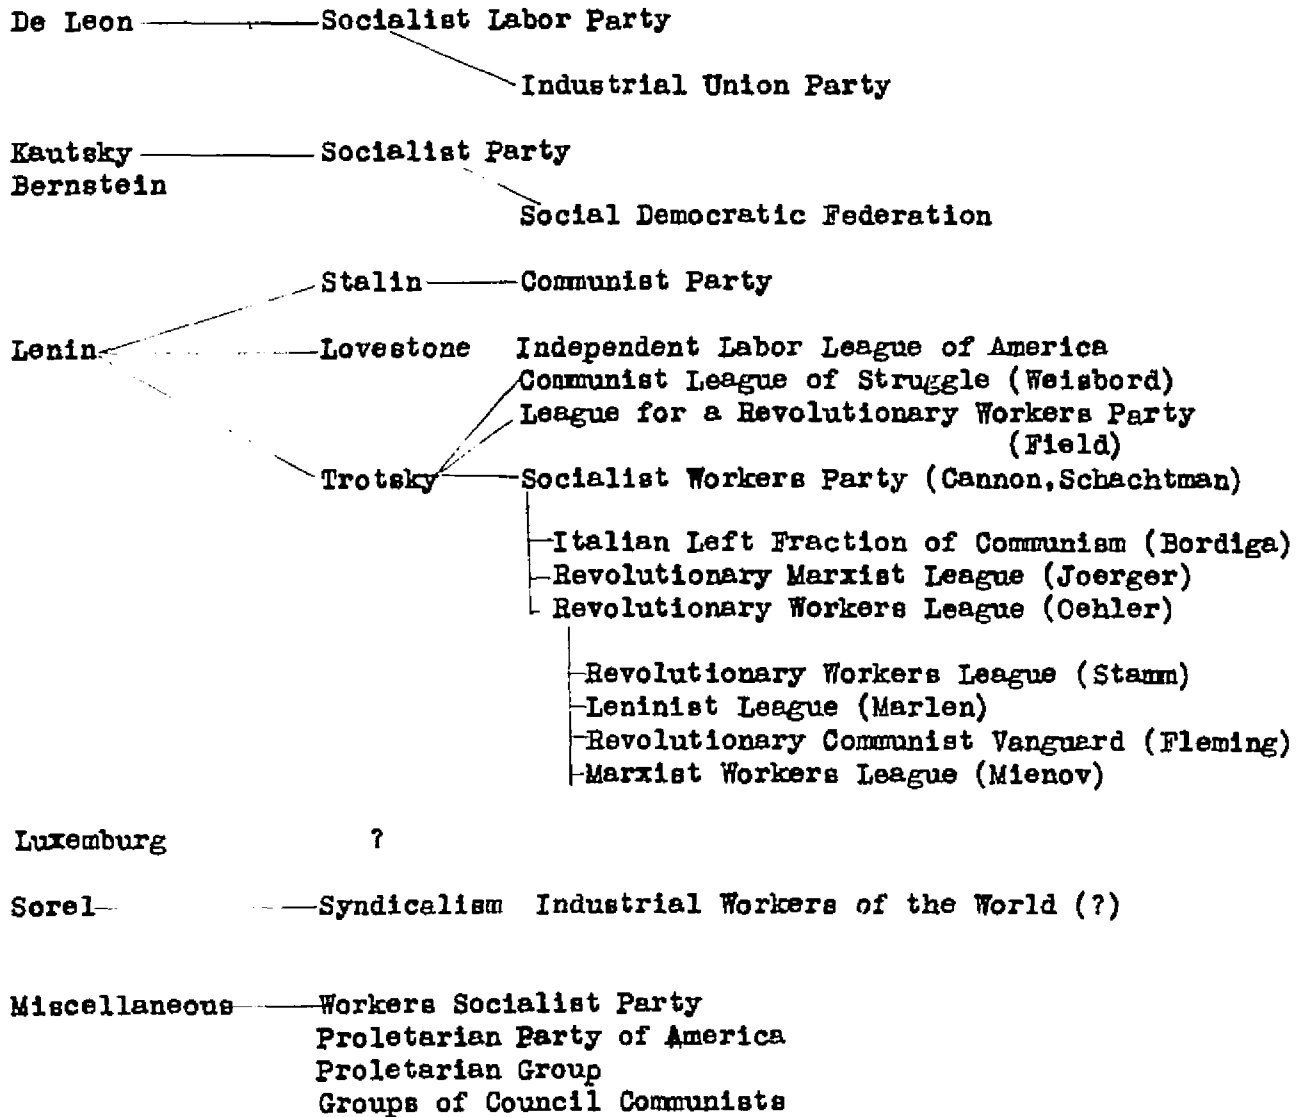 De Leon Socialist Labor Party
Industrial Union Party
Kautsky Socialist Party
Bernstein
Social Democratic Federation
Stalin Communist Party
Lenin Lovestone Independent Labor League of America
Communist League of Struggle (Weisbord)
League for a Revolutionary Workers Party
(Field)
Trotsky Socialist Workers Party (Cannon,Schachtman)
Italian Left Fraction of Communism (Bordiga)
Revolutionary Marxist League (Joerger)
Revolutionary Workers League (Oehler)
Revolutionary Workers League (Stamm)
Leninist League (Marlen)
Revolutionary Communist Vanguard (Fleming)
Marxist Workers League (Mienov)
Luxemburg ?
Sorel Syndicalism Industrial Workers of the World (?)
Miscellaneous Workers Socialist Party
Proletarian Party of America
Proletarian Group
Groups of Council Communists